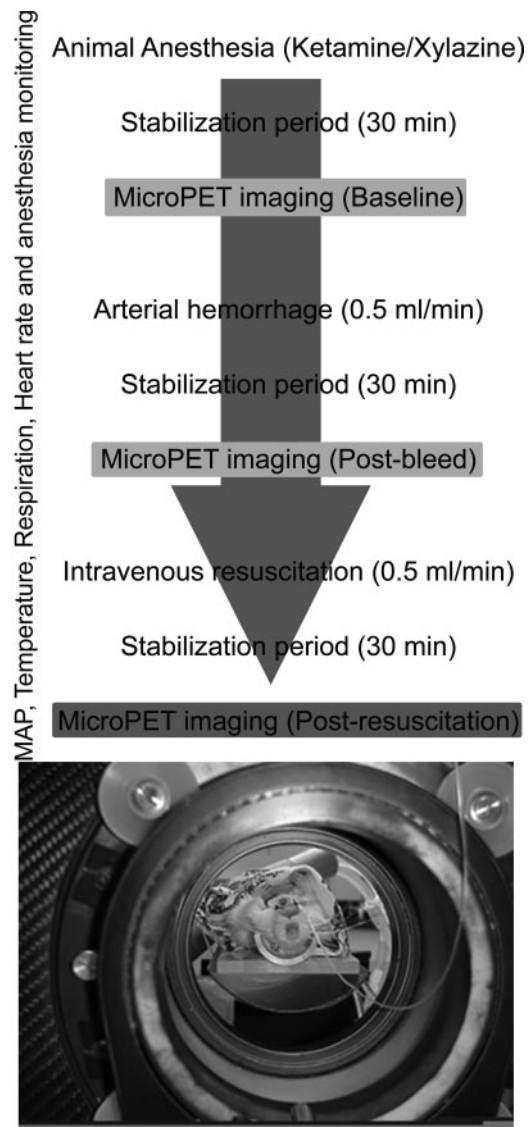 Animal Anesthesia (Ketamine/Xylazine)
Stabilization period (30 min)
MicroPET imaging (Baseline)
Arterial hemorrhage (0.5 ml/min)
Stabilization period (30 min)
MicroPET imaging (Post-bleed)
Intravenous resuscitation (0.5 ml/min)
Stabilization period (30 min)
MicroPET imaging (Post-resuscitation)
MAP, Temperature, Respiration, Heart rate and anesthesia monitoring